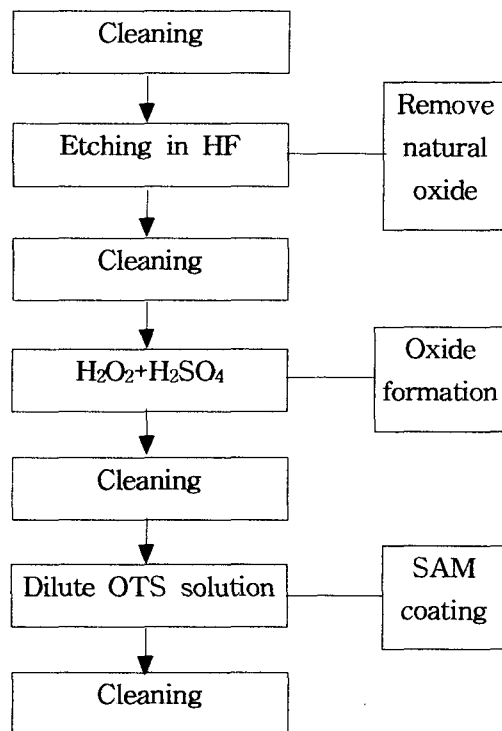 Cleaning
Etching in HF
Remove
natural
oxide
Cleaning
H₂O₂+H₂SO₄
Oxide
formation
Cleaning
Dilute OTS solution
SAM
coating
Cleaning